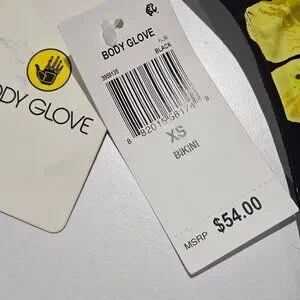 BODY GLOVE
BODY GLOVE
BLACK
XS
BIKINI
MSRP $54.00